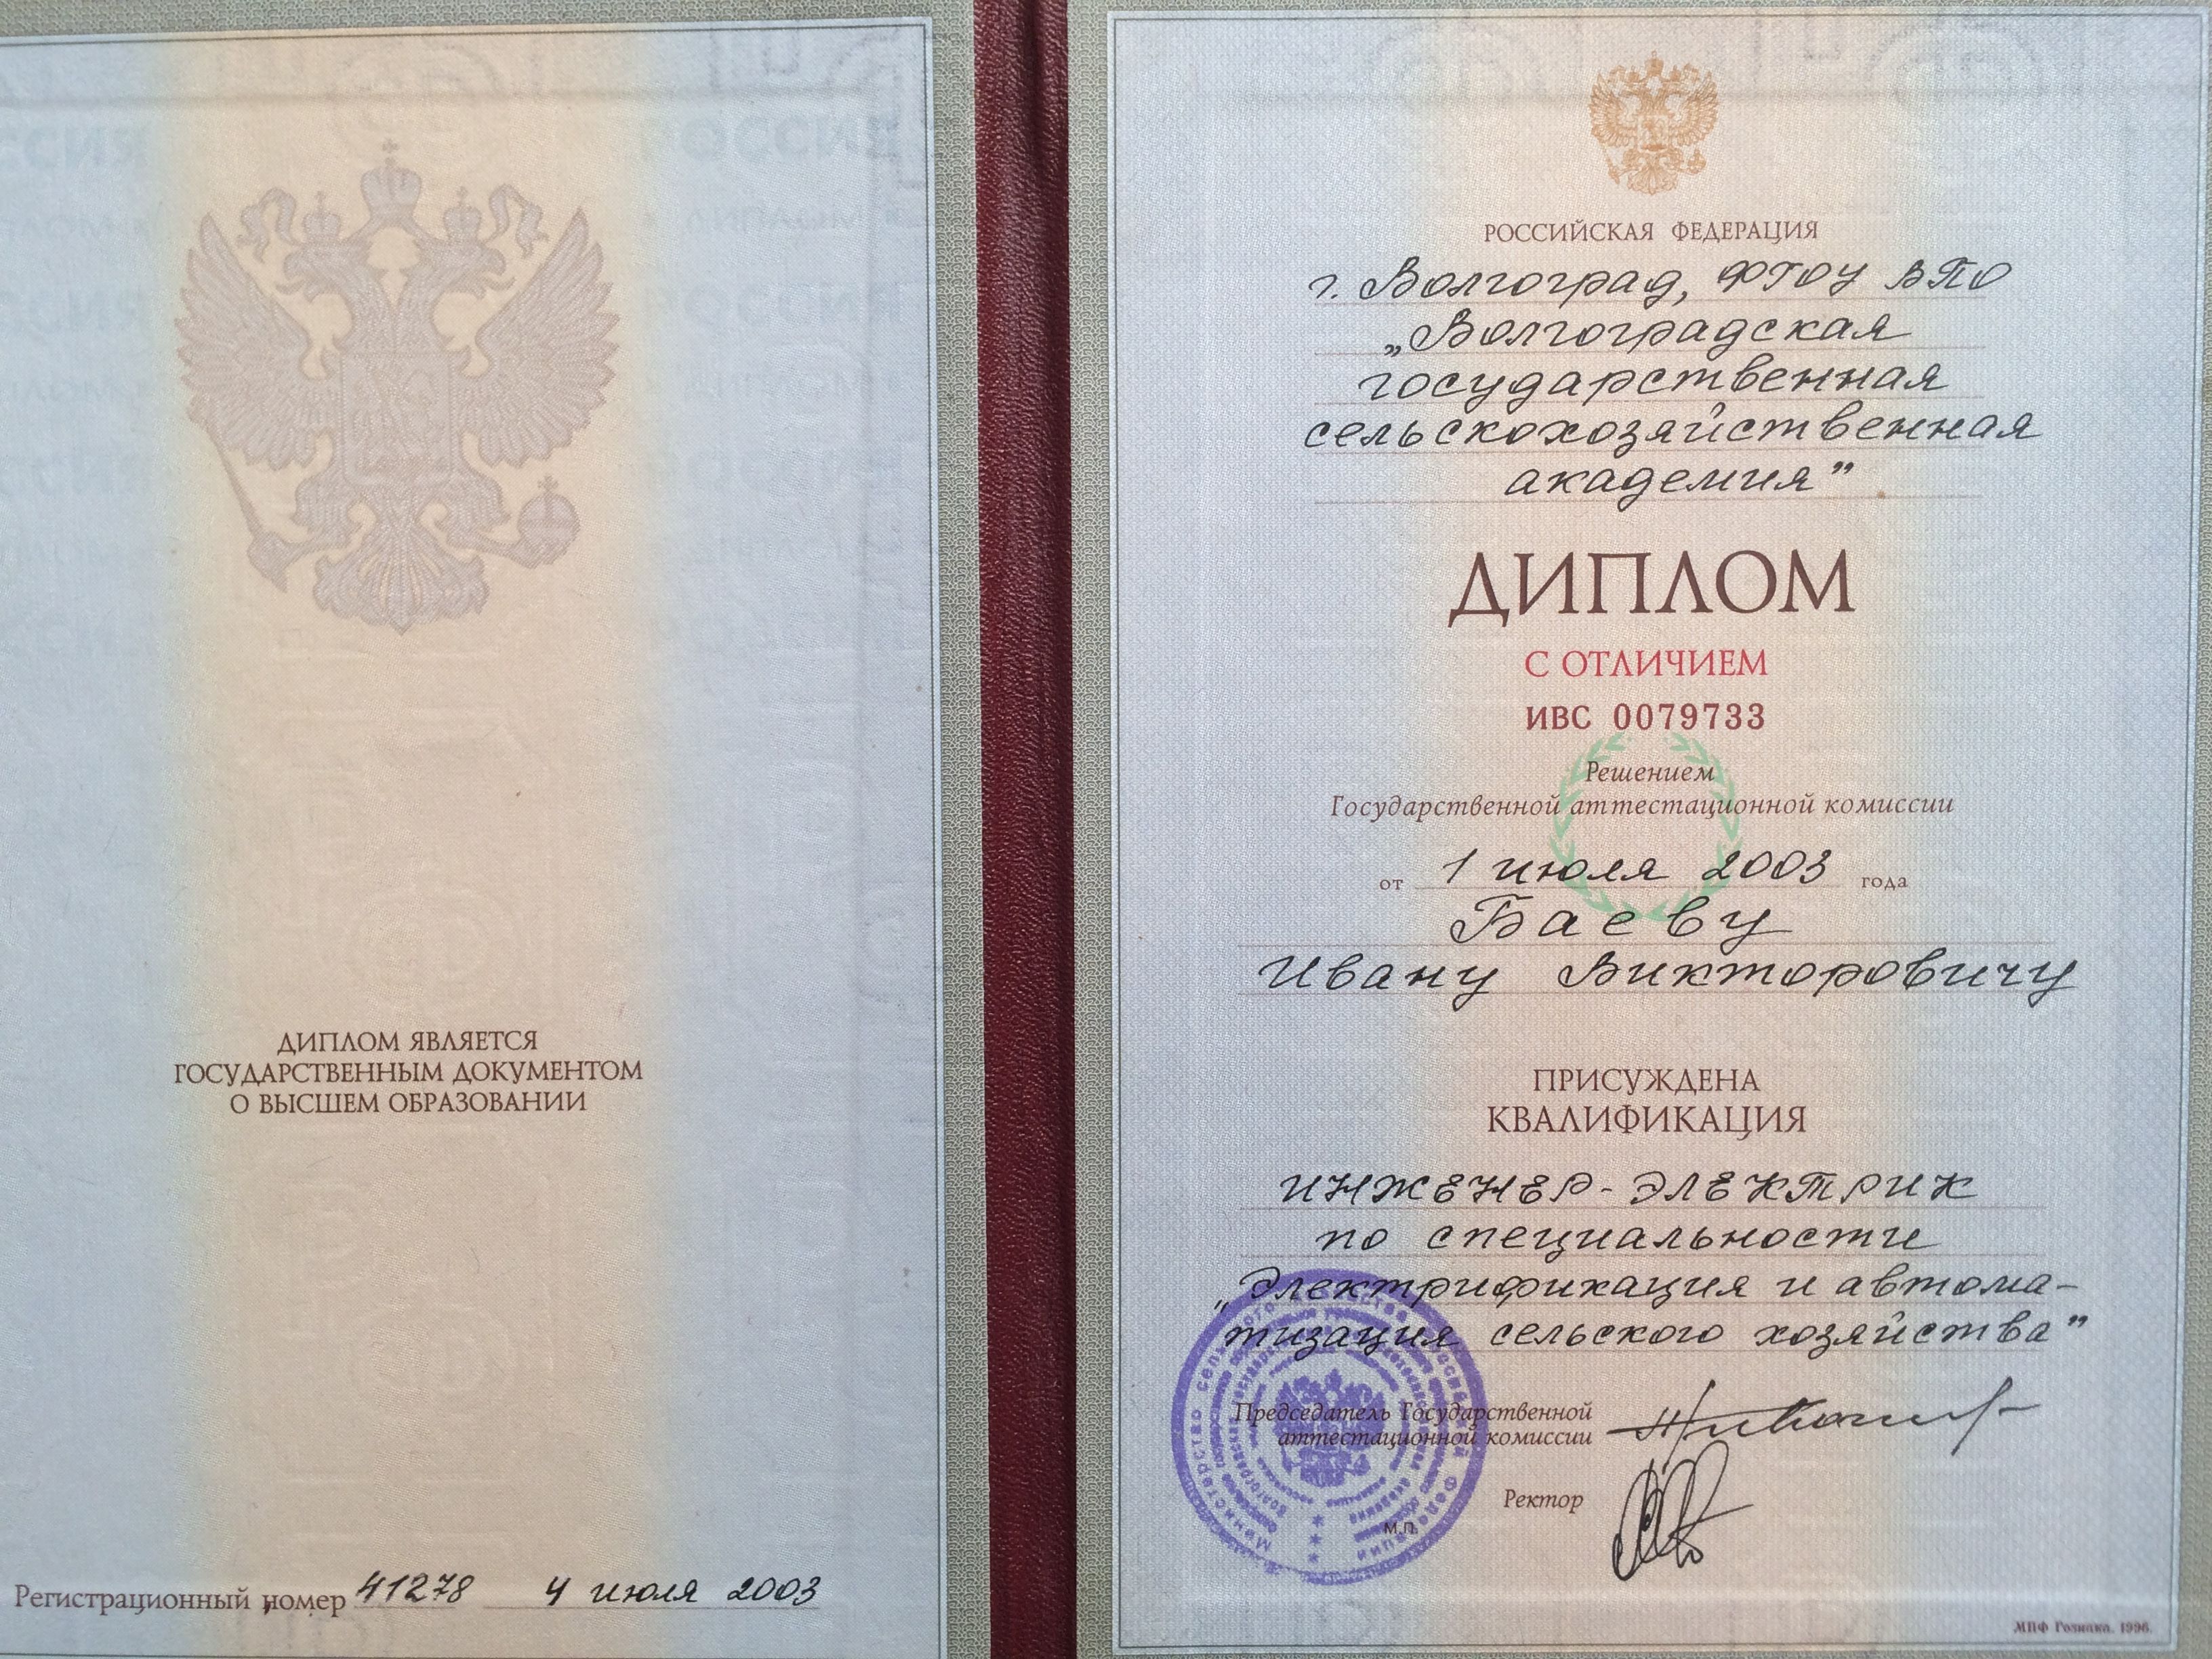 ДИПЛОМ ЯВЛЯЕТСЯ
ГОСУДАРСТВЕННЫМ ДОКУМЕНТОМ
О ВЫСШЕМ ОБРАЗОВАНИИ
Регистрационный номер 41278 4 июля 2003
РОССИЙСКАЯ ФЕДЕРАЦИЯ
г. Волгоград, ФГОУ ВПО
„Волгоградская
государственная
сельскохозяйственная
академия”
ДИПЛОМ
С ОТЛИЧИЕМ
ИВС 0079733
Решением
Государственной аттестационной комиссии
от 1 июля 2003 года
Баеву
Ивану Викторовичу
ПРИСУЖДЕНА
КВАЛИФИКАЦИЯ
ИНЖЕНЕР-ЭЛЕКТРИК
по специальности
„Электрификация и автома-
тизация сельского хозяйства”
Председатель Государственной
аттестационной комиссии
Ректор
М.П.
МПФ Гознака. 1996.